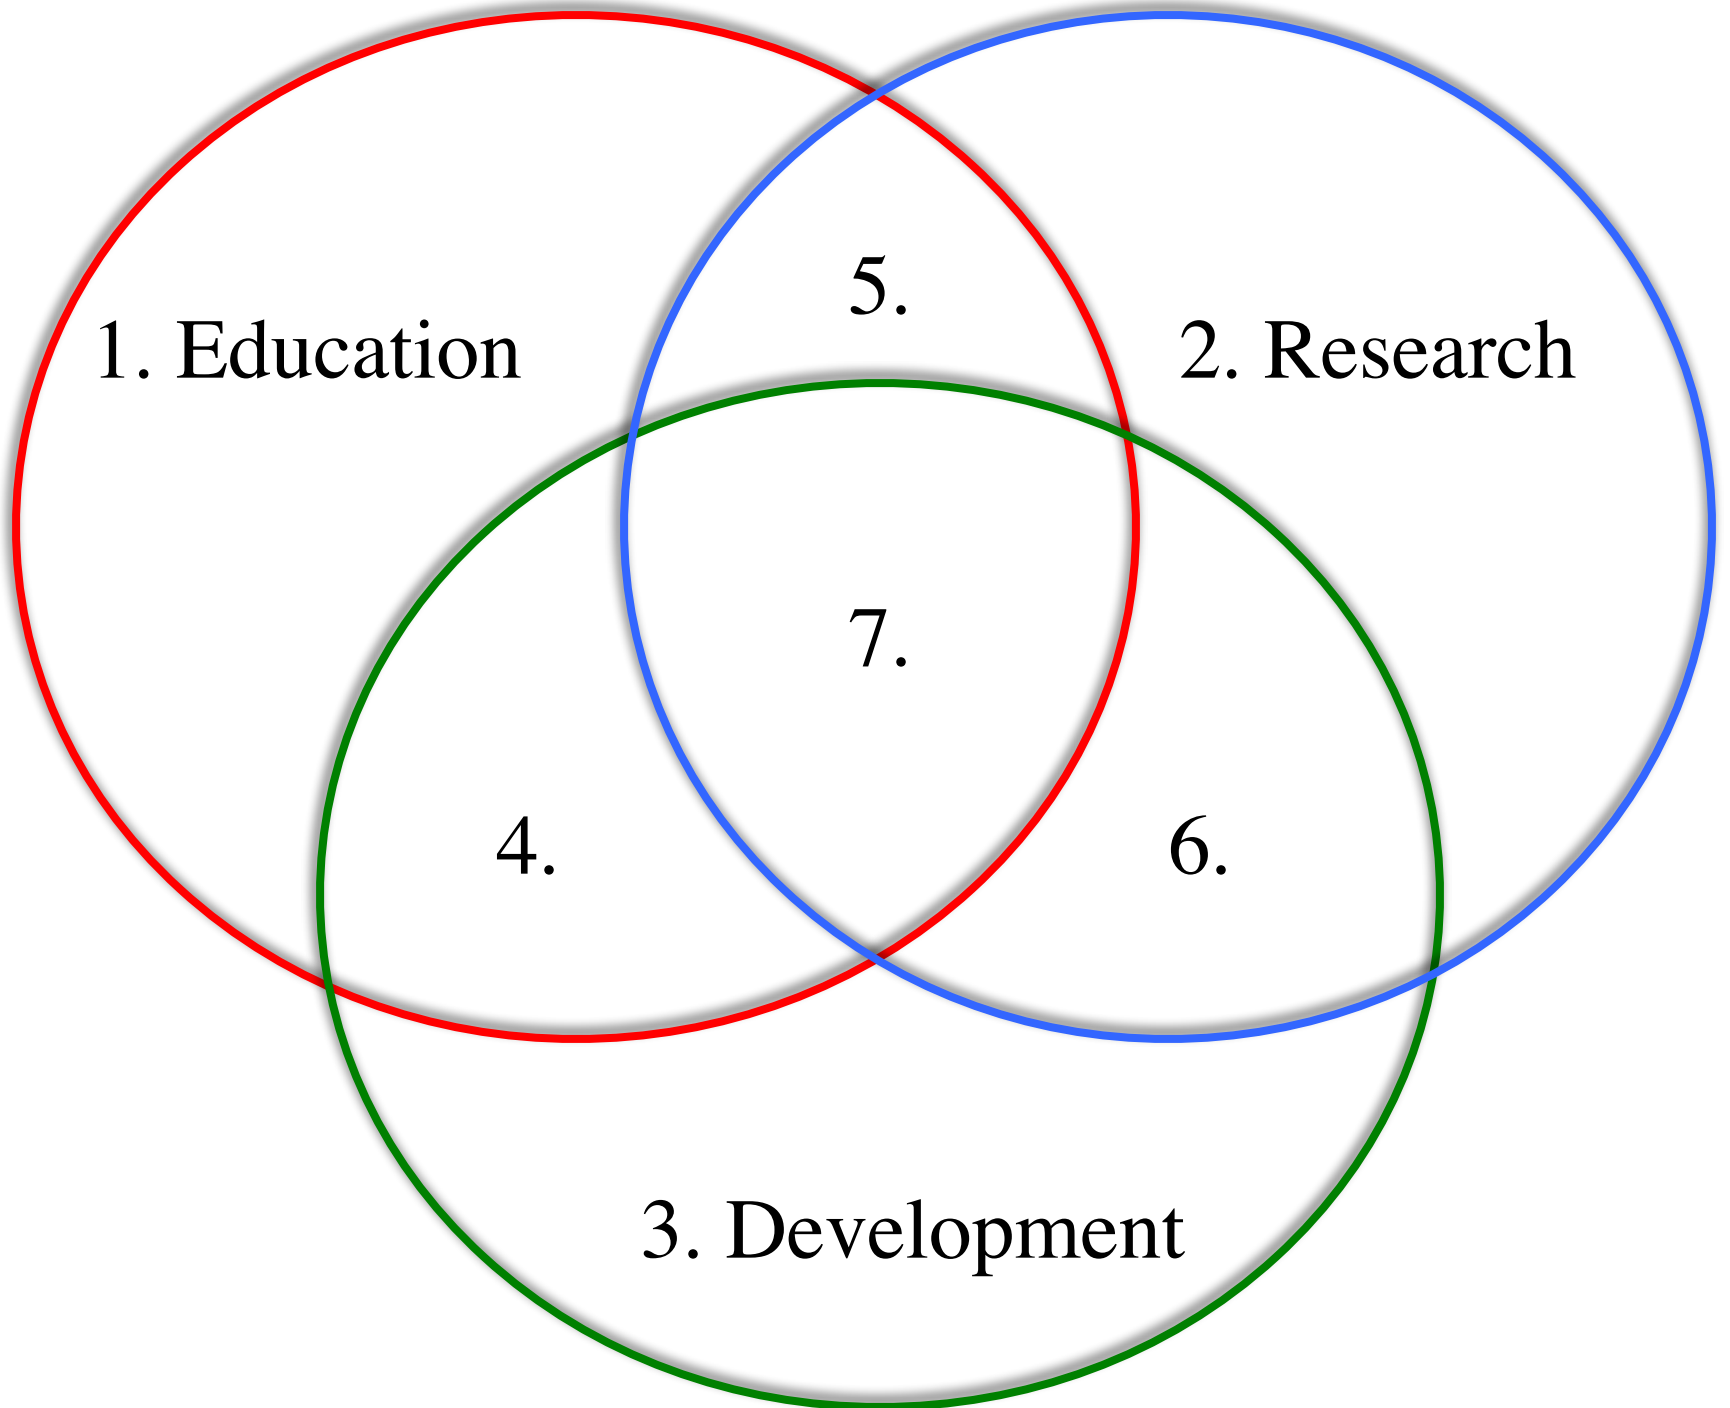 5.
1. Education
2. Research
7.
4.
6.
3. Development